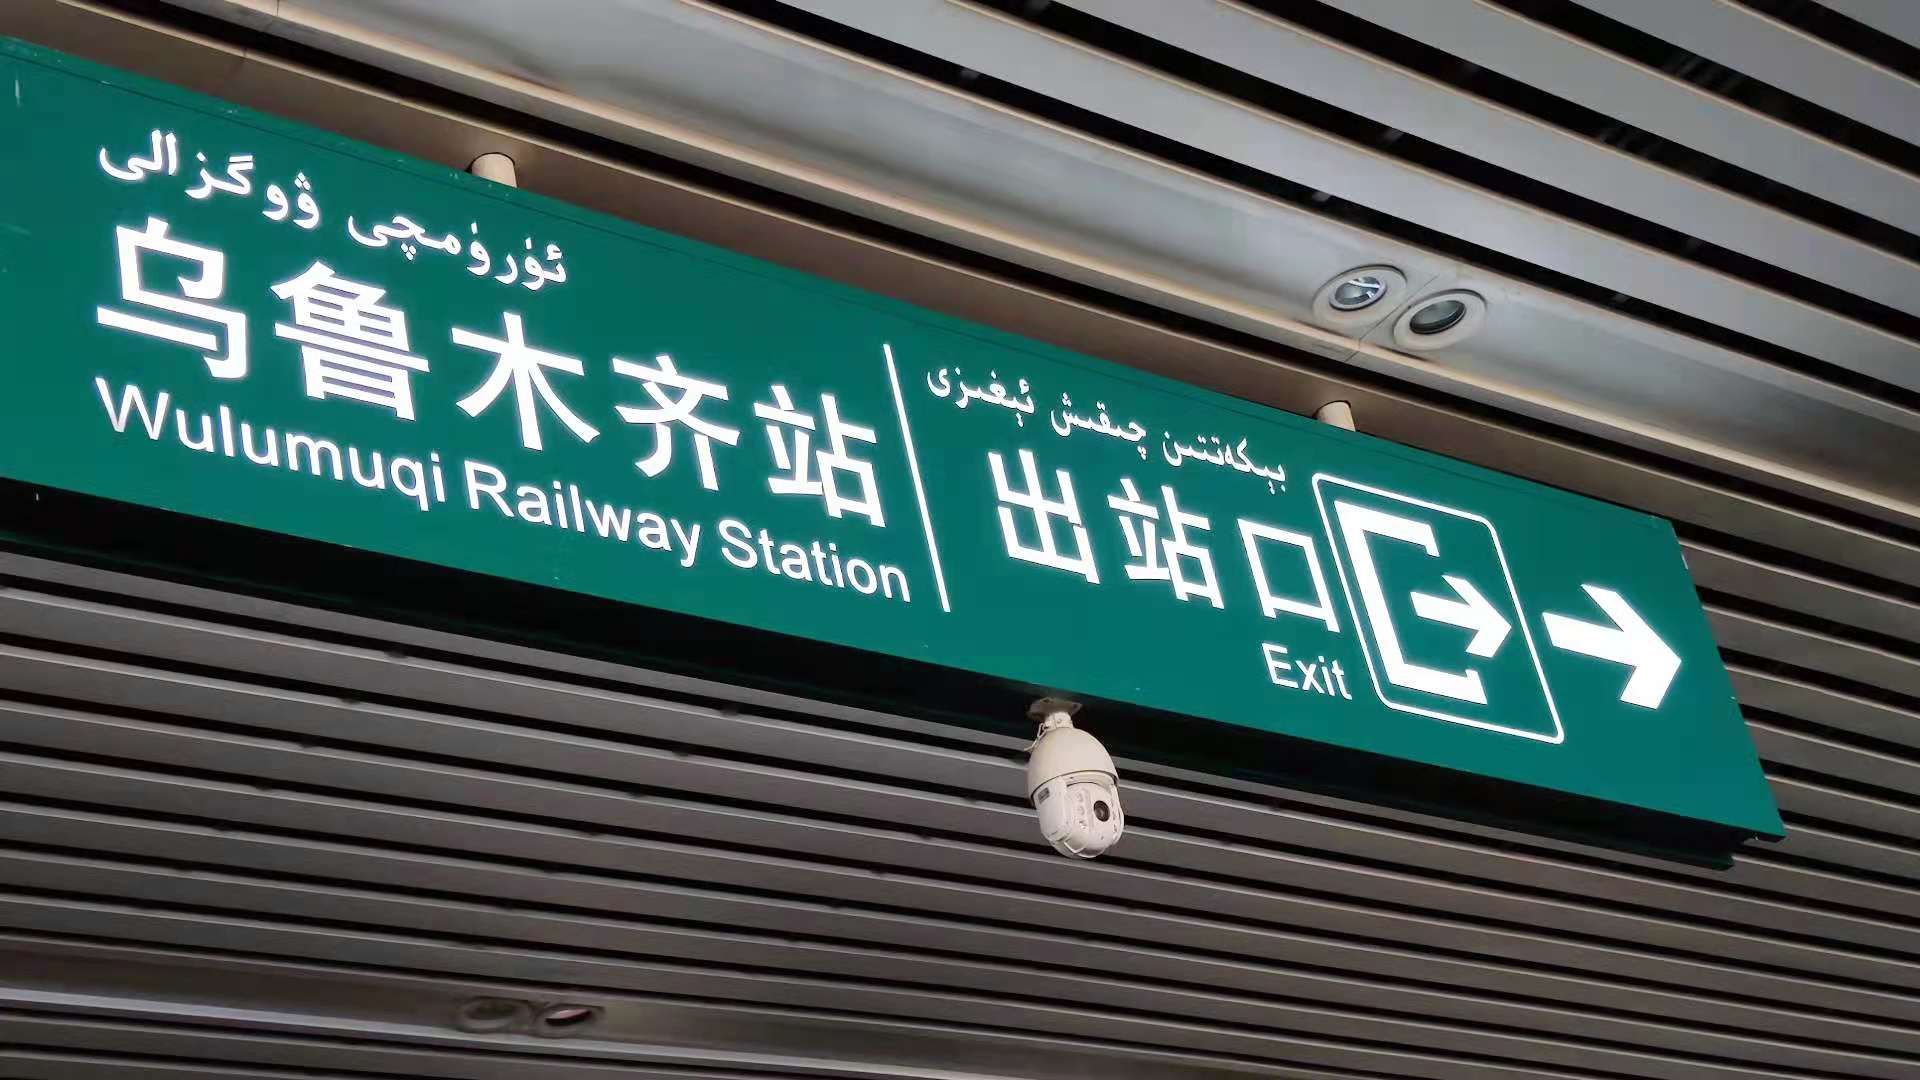 ئۈرۈمچى ۋوگزالى
乌鲁木齐站
Wulumuqi Railway Station
بېكەتتىن چىقىش ئېغىزى
出站口
Exit